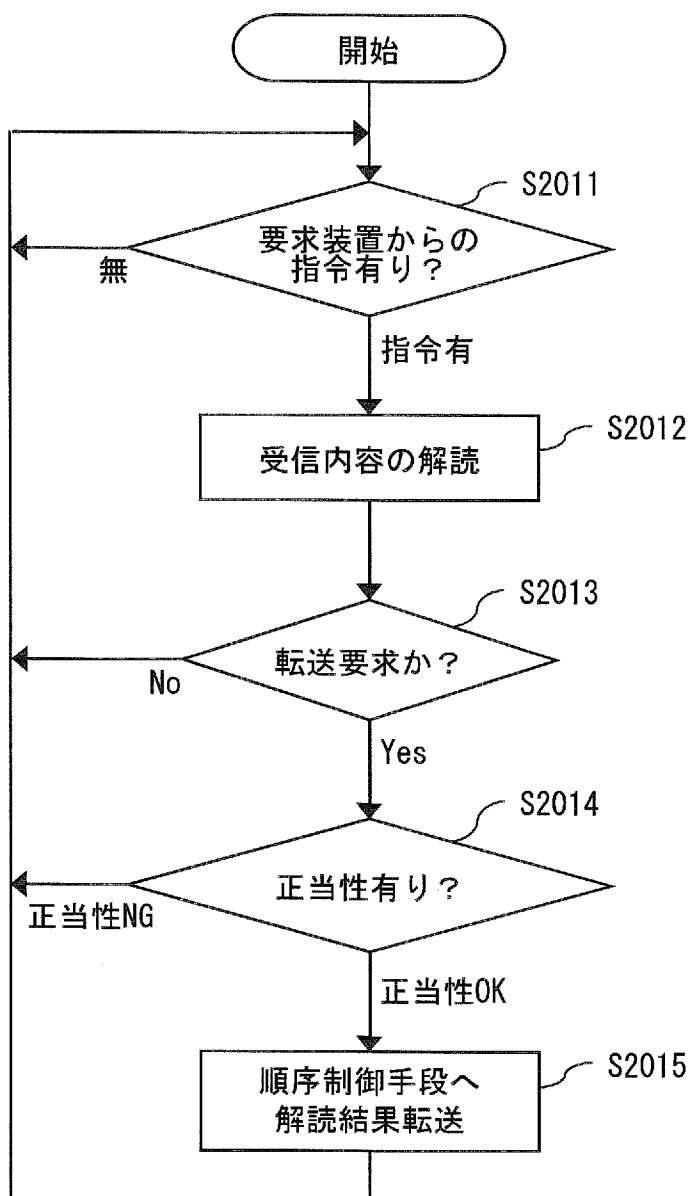 開始
S2011
要求装置からの
指令有り?
無
指令有
S2012
受信内容の解読
S2013
転送要求か?
No
Yes
S2014
正当性有り?
正当性NG
正当性OK
S2015
順序制御手段へ
解読結果転送